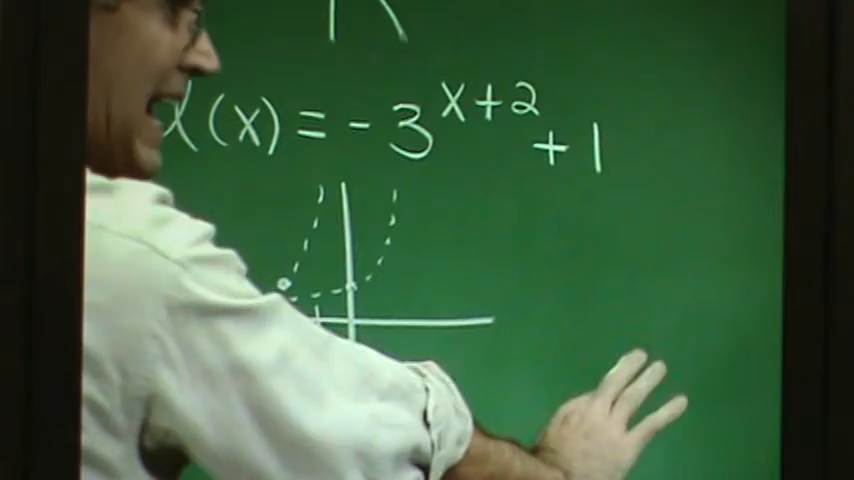 (x) = -3^{x+2} + 1